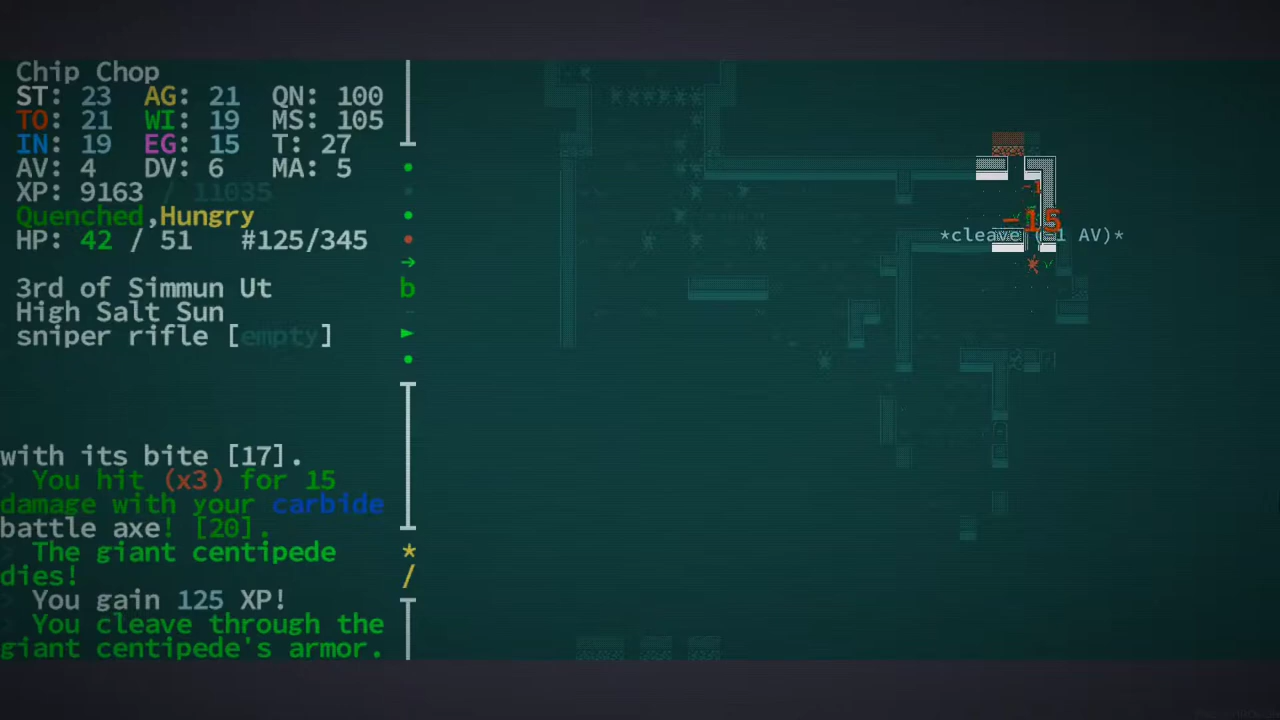 Chip Chop
ST: 23 AG: 21 QN: 100
TO: 21 WI: 19 MS: 105
IN: 19 EG: 15 T: 27
AV: 4 DV: 6 MA: 5
XP: 9163 / 11035
Quenched,Hungry
HP: 42 / 51 #125/345
b
3rd of Simmun Ut
High Salt Sun
sniper rifle [empty]
with its bite [17].
> You hit (x3) for 15
damage with your carbide
battle axe! [20].
> The giant centipede
dies!
> You gain 125 XP!
> You cleave through the
giant centipede's armor.
*
/
-1
-15
*cleave (-1 AV)*